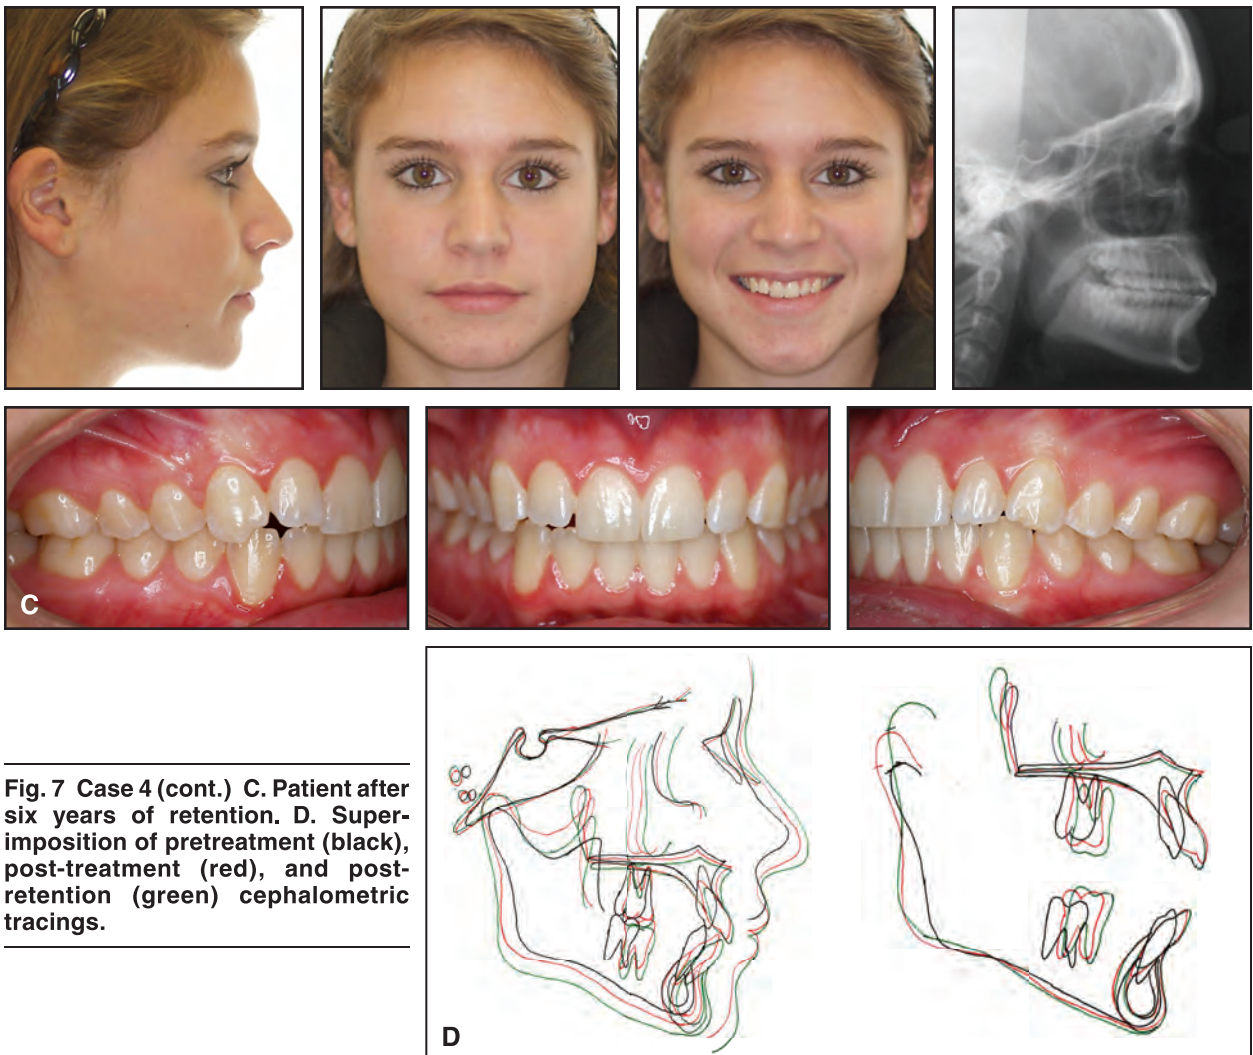 C
Fig. 7 Case 4 (cont.) C. Patient after
six years of retention. D. Super-
imposition of pretreatment (black),
post-treatment (red), and post-
retention (green) cephalometric
tracings.
D